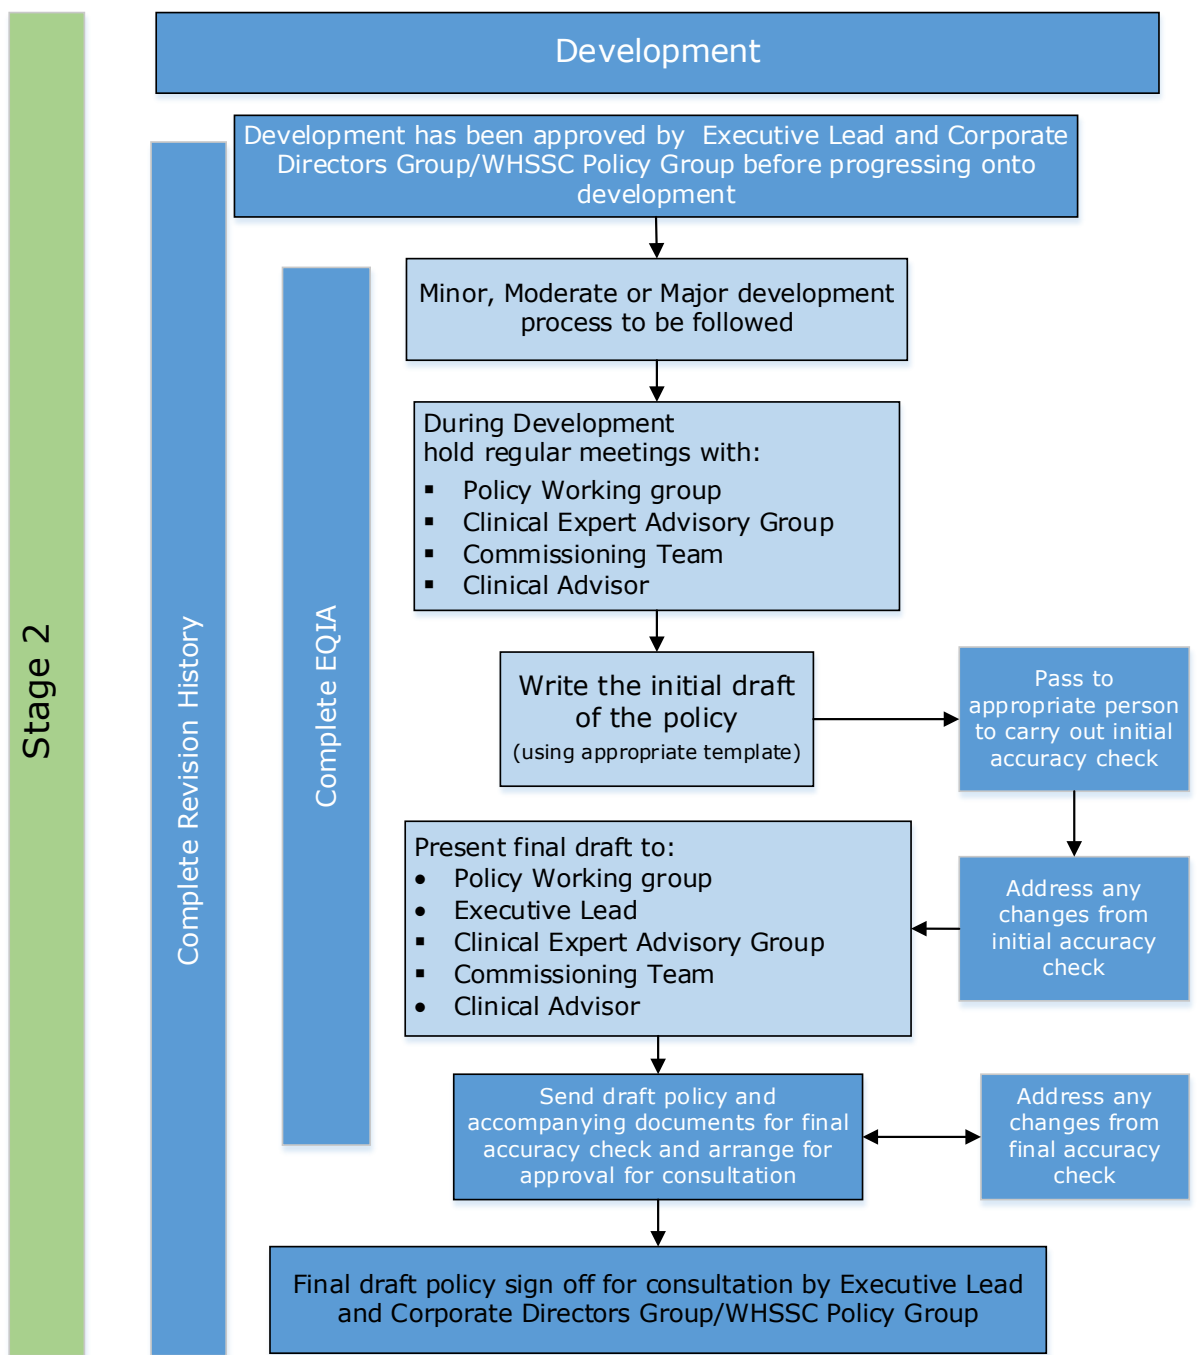 Development
Development has been approved by Executive Lead and Corporate
Directors Group/WHSSC Policy Group before progressing onto
development
Stage 2
Complete Revision History
Complete EQIA
Minor, Moderate or Major development
process to be followed
During Development
hold regular meetings with:
▪ Policy Working group
▪ Clinical Expert Advisory Group
▪ Commissioning Team
▪ Clinical Advisor
Write the initial draft
of the policy
(using appropriate template)
Pass to
appropriate person
to carry out initial
accuracy check
Address any
changes from
initial accuracy
check
Present final draft to:
• Policy Working group
• Executive Lead
▪ Clinical Expert Advisory Group
▪ Commissioning Team
• Clinical Advisor
Send draft policy and
accompanying documents for final
accuracy check and arrange for
approval for consultation
Address any
changes from
final accuracy
check
Final draft policy sign off for consultation by Executive Lead
and Corporate Directors Group/WHSSC Policy Group